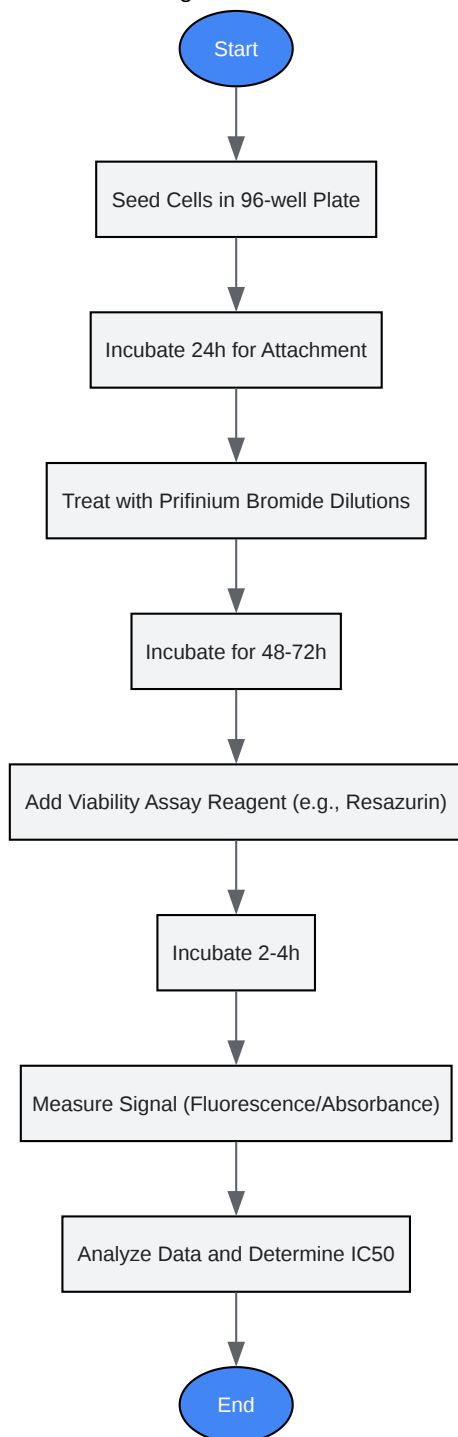 Start
Seed Cells in 96-well Plate
Incubate 24h for Attachment
Treat with Prifinium Bromide Dilutions
Incubate for 48-72h
Add Viability Assay Reagent (e.g., Resazurin)
Incubate 2-4h
Measure Signal (Fluorescence/Absorbance)
Analyze Data and Determine IC50
End